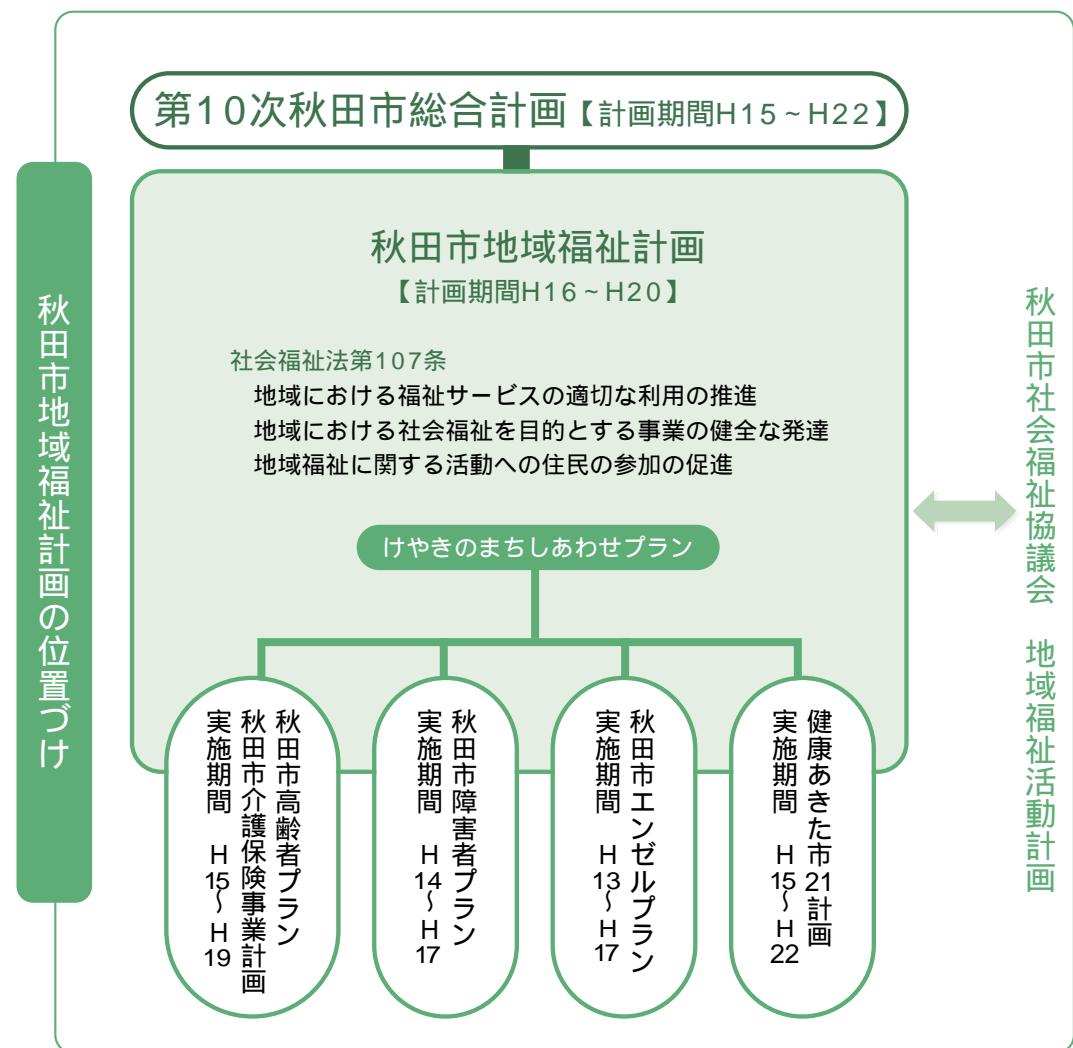 第10次秋田市総合計画【計画期間H15～H22】
秋田市地域福祉計画の位置づけ
秋田市地域福祉計画
【計画期間H16～H20】
社会福祉法第107条
地域における福祉サービスの適切な利用の推進
地域における社会福祉を目的とする事業の健全な発達
地域福祉に関する活動への住民の参加の促進
けやきのまちしあわせプラン
秋田市高齢者プラン
秋田市介護保険事業計画
実施期間 H15～H19
秋田市障害者プラン
実施期間 H14～H17
秋田市エンゼルプラン
実施期間 H13～H17
健康あきた市21計画
実施期間 H15～H22
秋田市社会福祉協議会 地域福祉活動計画